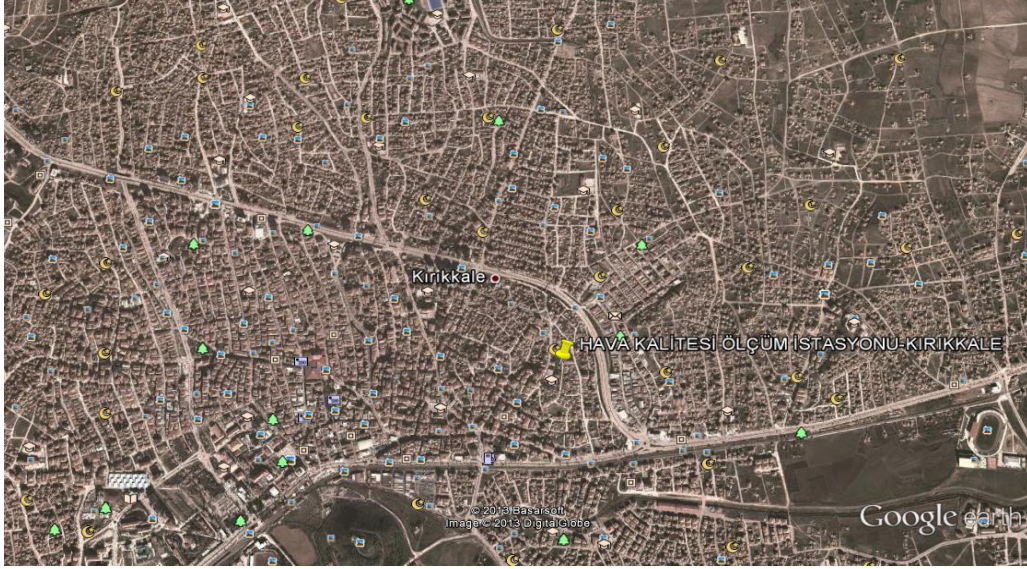 Kırıkkale
HAVA KALİTESİ ÖLÇÜM İSTASYONU-KIRIKKALE
© 2013 Basarsoft
Image © 2013 DigitalGlobe
Google earth